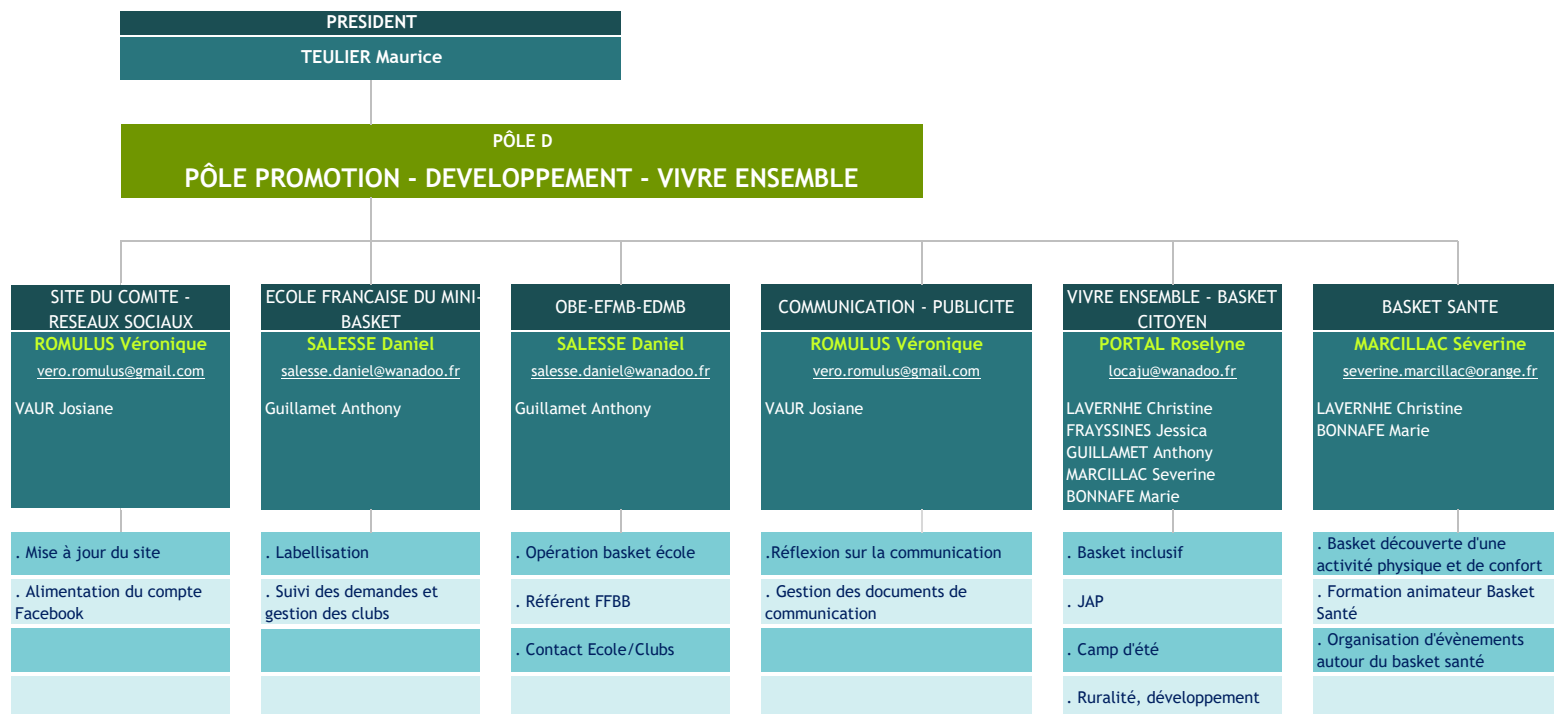 PRESIDENT
TEULIER Maurice
PÔLE D
PÔLE PROMOTION - DEVELOPPEMENT - VIVRE ENSEMBLE
SITE DU COMITE -
RESEAUX SOCIAUX
ROMULUS Véronique
vero.romulus@gmail.com
VAUR Josiane
. Mise à jour du site
. Alimentation du compte
Facebook
ECOLE FRANCAISE DU MINI-
BASKET
SALESSE Daniel
salesse.daniel@wanadoo.fr
Guillamet Anthony
. Labellisation
. Suivi des demandes et
gestion des clubs
OBE-EFMB-EDMB
SALESSE Daniel
salesse.daniel@wanadoo.fr
Guillamet Anthony
. Opération basket école
. Référent FFBB
. Contact Ecole/Clubs
COMMUNICATION - PUBLICITE
ROMULUS Véronique
vero.romulus@gmail.com
VAUR Josiane
.Réflexion sur la communication
. Gestion des documents de
communication
VIVRE ENSEMBLE - BASKET
CITOYEN
PORTAL Roselyne
locaju@wanadoo.fr
LAVERNHE Christine
FRAYSSINES Jessica
GUILLAMET Anthony
MARCILLAC Severine
BONNAFE Marie
. Basket inclusif
. JAP
. Camp d'été
. Ruralité, développement
BASKET SANTE
MARCILLAC Séverine
severine.marcillac@orange.fr
LAVERNHE Christine
BONNAFE Marie
. Basket découverte d'une
activité physique et de confort
. Formation animateur Basket
Santé
. Organisation d'évènements
autour du basket santé